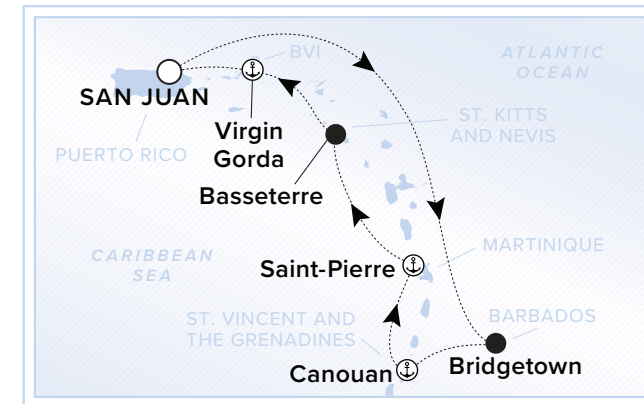 BVI
ATLANTIC
OCEAN
SAN JUAN
ST. KITTS
AND NEVIS
Virgin
Gorda
PUERTO RICO
Basseterre
CARIBBEAN
SEA
MARTINIQUE
Saint-Pierre
ST. VINCENT AND
THE GRENADINES
BARBADOS
Bridgetown
Canouan